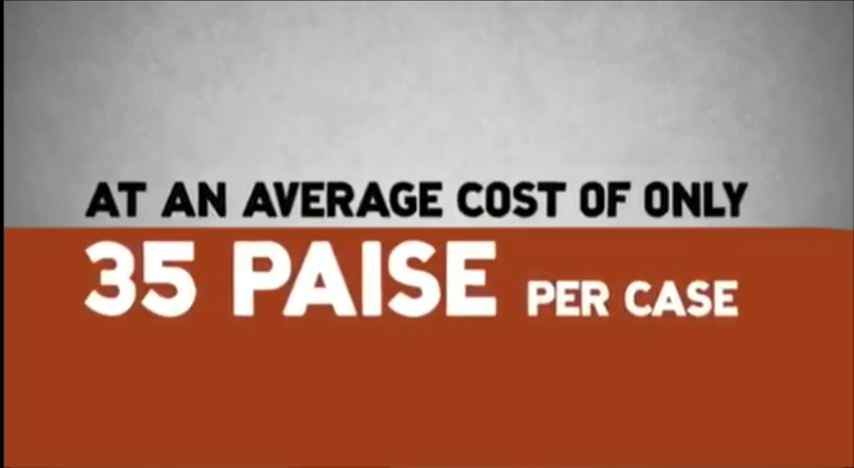 AT AN AVERAGE COST OF ONLY
35 PAISE PER CASE